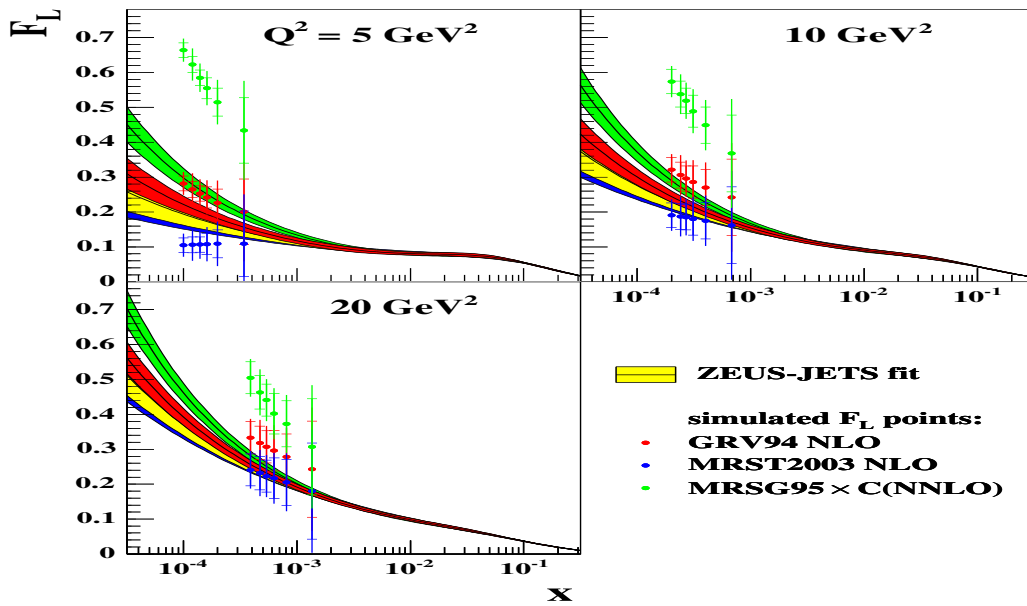 F_L
Q² = 5 GeV²
10 GeV²
0.7
0.6
0.5
0.4
0.3
0.2
0.1
0
10⁻⁴ 10⁻³ 10⁻² 10⁻¹
20 GeV²
0.7
0.6
0.5
0.4
0.3
0.2
0.1
0
10⁻⁴ 10⁻³ 10⁻² 10⁻¹
x
ZEUS-JETS fit
simulated F_L points:
GRV94 NLO
MRST2003 NLO
MRSG95 × C(NNLO)